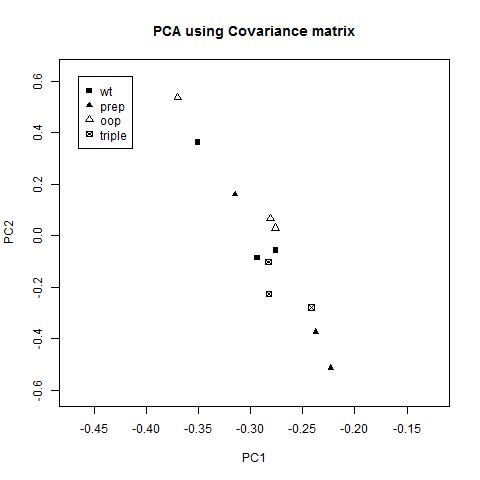 PCA using Covariance matrix
wt
prep
oop
triple
PC2
0.6
0.4
0.2
0.0
-0.2
-0.4
-0.6
-0.45 -0.40 -0.35 -0.30 -0.25 -0.20 -0.15
PC1